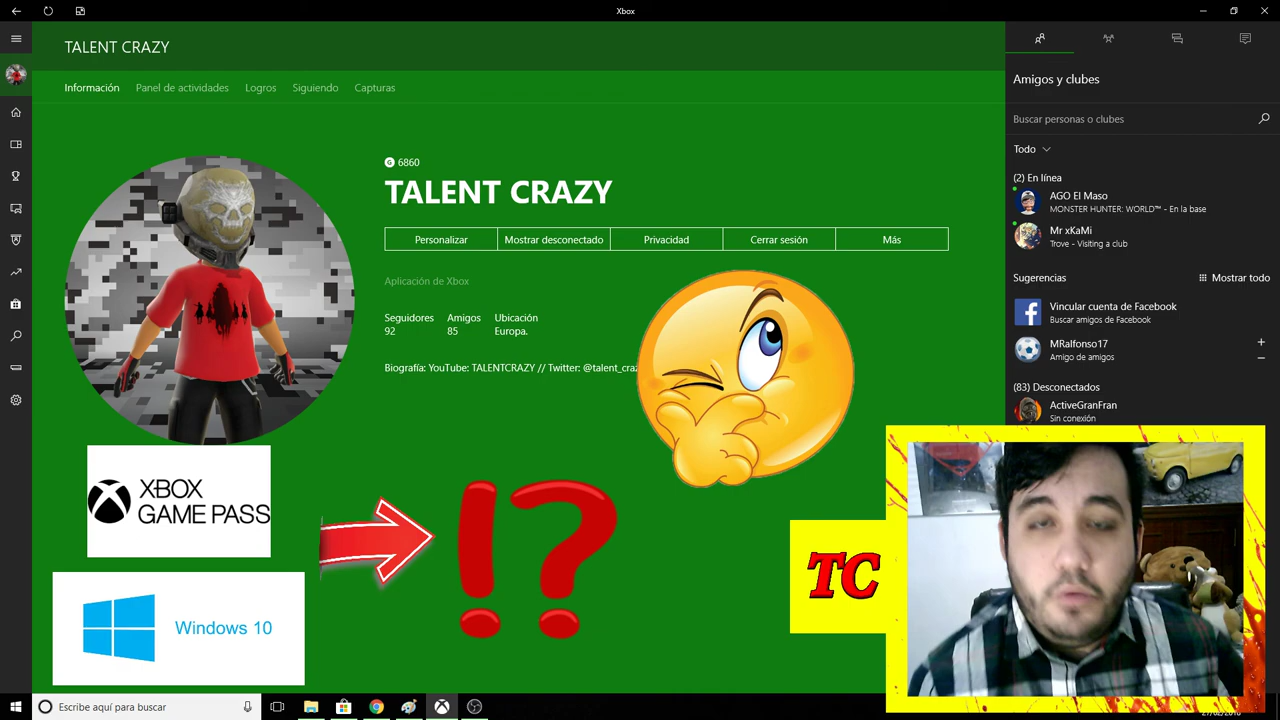 Xbox
TALENT CRAZY
Información Panel de actividades Logros Siguiendo Capturas
G 6860
TALENT CRAZY
Personalizar Mostrar desconectado Privacidad Cerrar sesión Más
Aplicación de Xbox
Seguidores Amigos Ubicación
92 85 Europa.
Biografía: YouTube: TALENTCRAZY // Twitter:
XBOX
GAME PASS
!?
Windows 10
TC
Amigos y clubes
Buscar personas o clubes
Todo
(2) En línea
AGO El Maso
MONSTER HUNTER: WORLD™ - En la base
Mr xKaMi
Trove - Visiting a club
Sugerencias Mostrar todo
Vincular cuenta de Facebook
Buscar amigos de Facebook
MRalfonso17
Amigo de amigos
(83) Desconectados
ActiveGranFran
Sin conexión
Escribe aquí para buscar